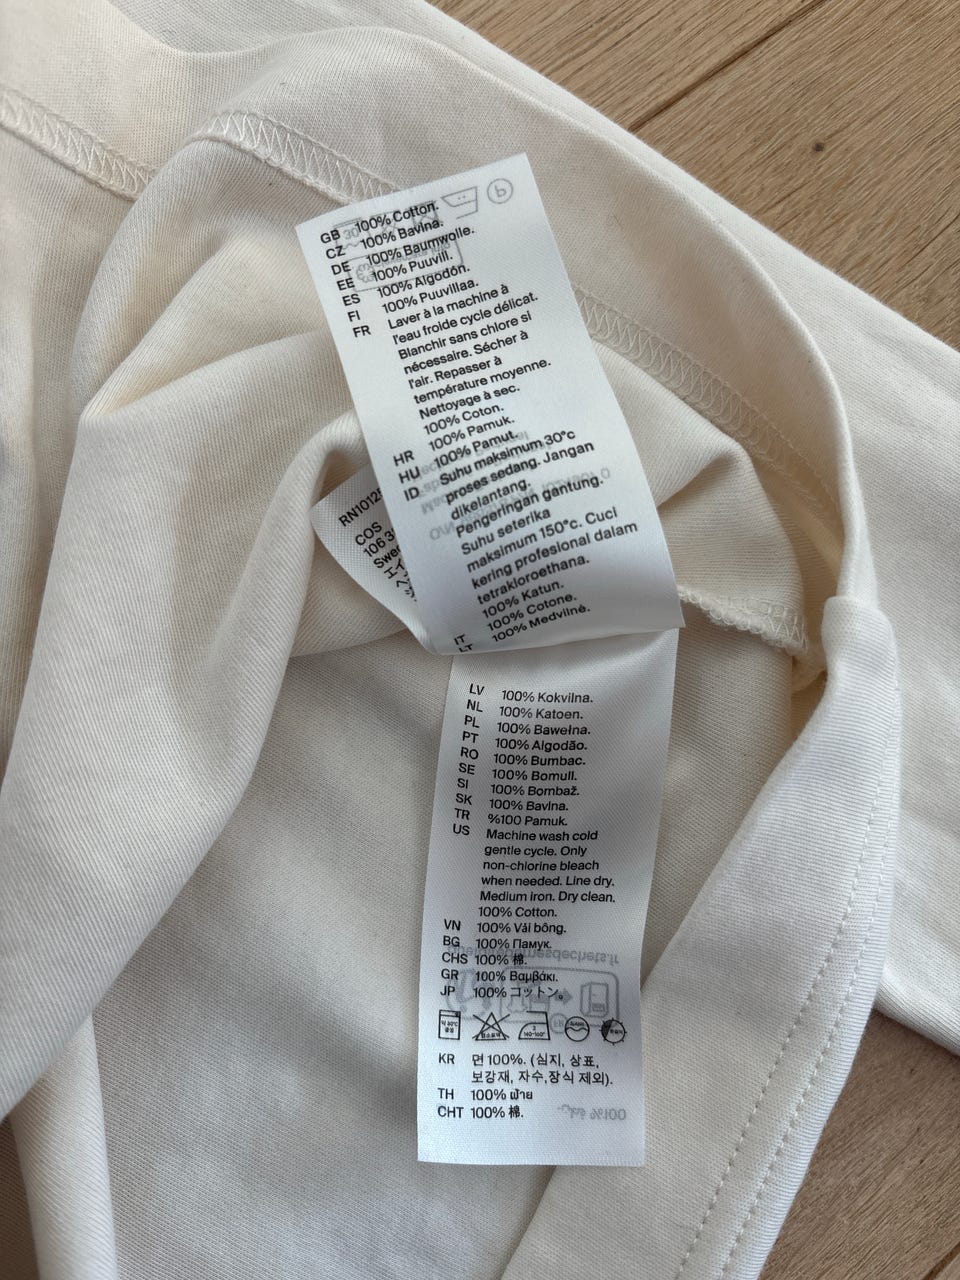 GB 100% Cotton.
CZ 100% Bavlna.
DE 100% Baumwolle.
EE 100% Puuvill.
ES 100% Algodón.
FI 100% Puuvillaa.
FR Laver à la machine à
l'eau froide cycle délicat.
Blanchir sans chlore si
nécessaire. Sécher à
l'air. Repasser à
température moyenne.
Nettoyage à sec.
100% Coton.
HR 100% Pamuk.
HU 100% Pamut.
ID Suhu maksimum 30°c
proses sedang. Jangan
dikelantang.
Pengeringan gantung.
Suhu seterika
maksimum 150°c. Cuci
kering profesional dalam
tetrakloroethana.
100% Katun.
IT 100% Cotone.
LT 100% Medvilnė.
RN10125
COS
106 3
Swe
LV 100% Kokvilna.
NL 100% Katoen.
PL 100% Bawełna.
PT 100% Algodão.
RO 100% Bumbac.
SE 100% Bomull.
SI 100% Bombaž.
SK 100% Bavlna.
TR %100 Pamuk.
US Machine wash cold
gentle cycle. Only
non-chlorine bleach
when needed. Line dry.
Medium iron. Dry clean.
100% Cotton.
VN 100% Vải bông.
BG 100% Памук.
CHS 100% 棉.
GR 100% Βαμβάκι.
JP 100% コットン。
KR 면 100%. (심지, 상표,
보강재, 자수,장식 제외).
TH 100% ฝ้าย
CHT 100% 棉.